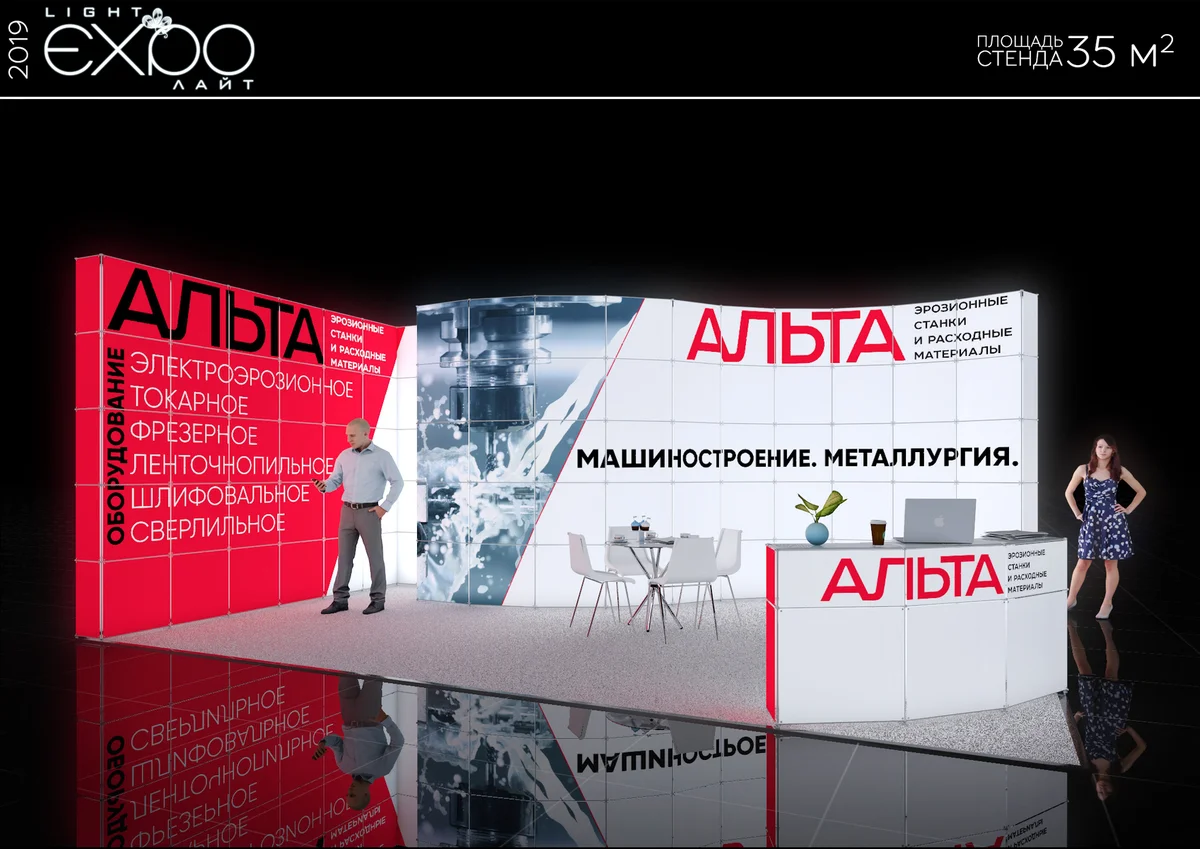 2019
LIGHT
EXPO
ЛАЙТ
ПЛОЩАДЬ
СТЕНДА 35 м²
АЛЬТА
ЭРОЗИОННЫЕ
СТАНКИ
И РАСХОДНЫЕ
МАТЕРИАЛЫ
ОБОРУДОВАНИЕ
ЭЛЕКТРОЭРОЗИОННОЕ
ТОКАРНОЕ
ФРЕЗЕРНОЕ
ЛЕНТОЧНОПИЛЬНОЕ
ШЛИФОВАЛЬНОЕ
СВЕРЛИЛЬНОЕ
АЛЬТА
ЭРОЗИОННЫЕ
СТАНКИ
И РАСХОДНЫЕ
МАТЕРИАЛЫ
МАШИНОСТРОЕНИЕ. МЕТАЛЛУРГИЯ.
АЛЬТА
ЭРОЗИОННЫЕ
СТАНКИ
И РАСХОДНЫЕ
МАТЕРИАЛЫ